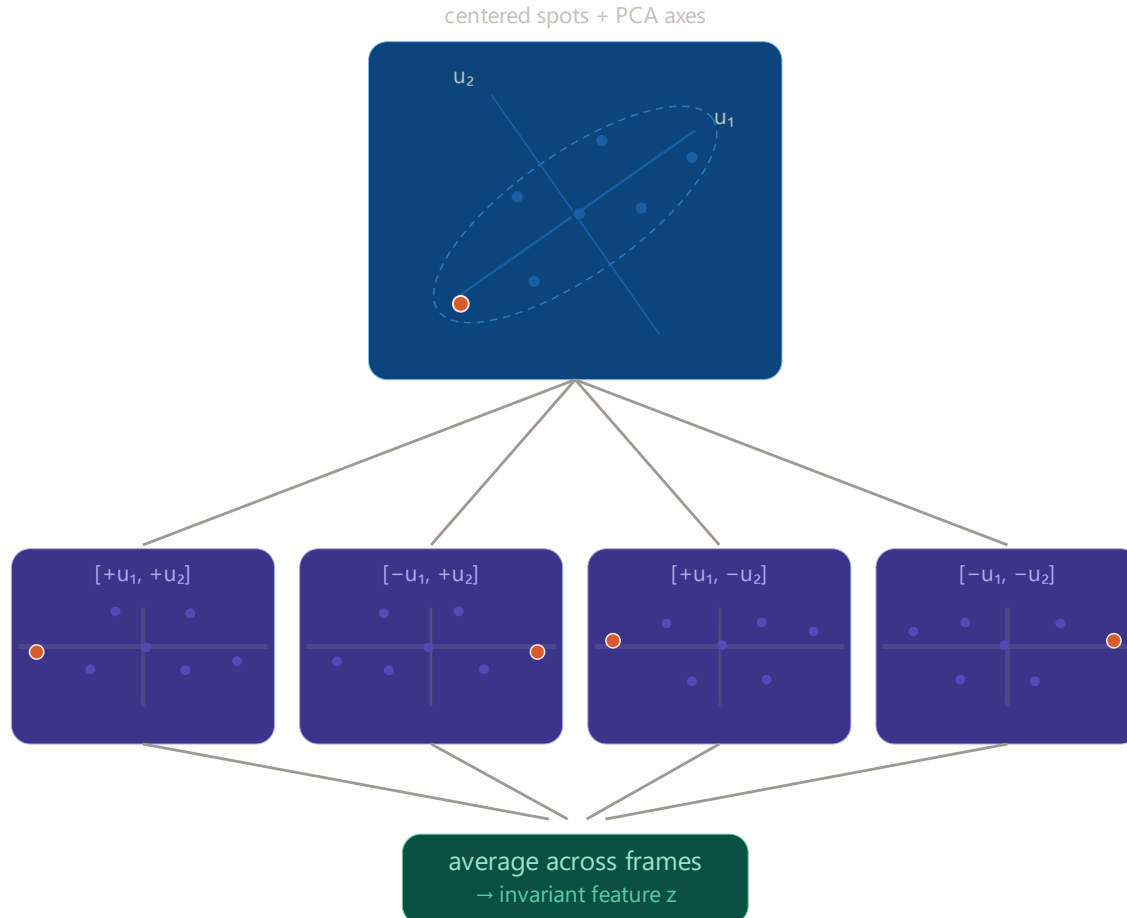 centered spots + PCA axes
u₂
u₁
[+u₁, +u₂]
[−u₁, +u₂]
[+u₁, −u₂]
[−u₁, −u₂]
average across frames
→ invariant feature z